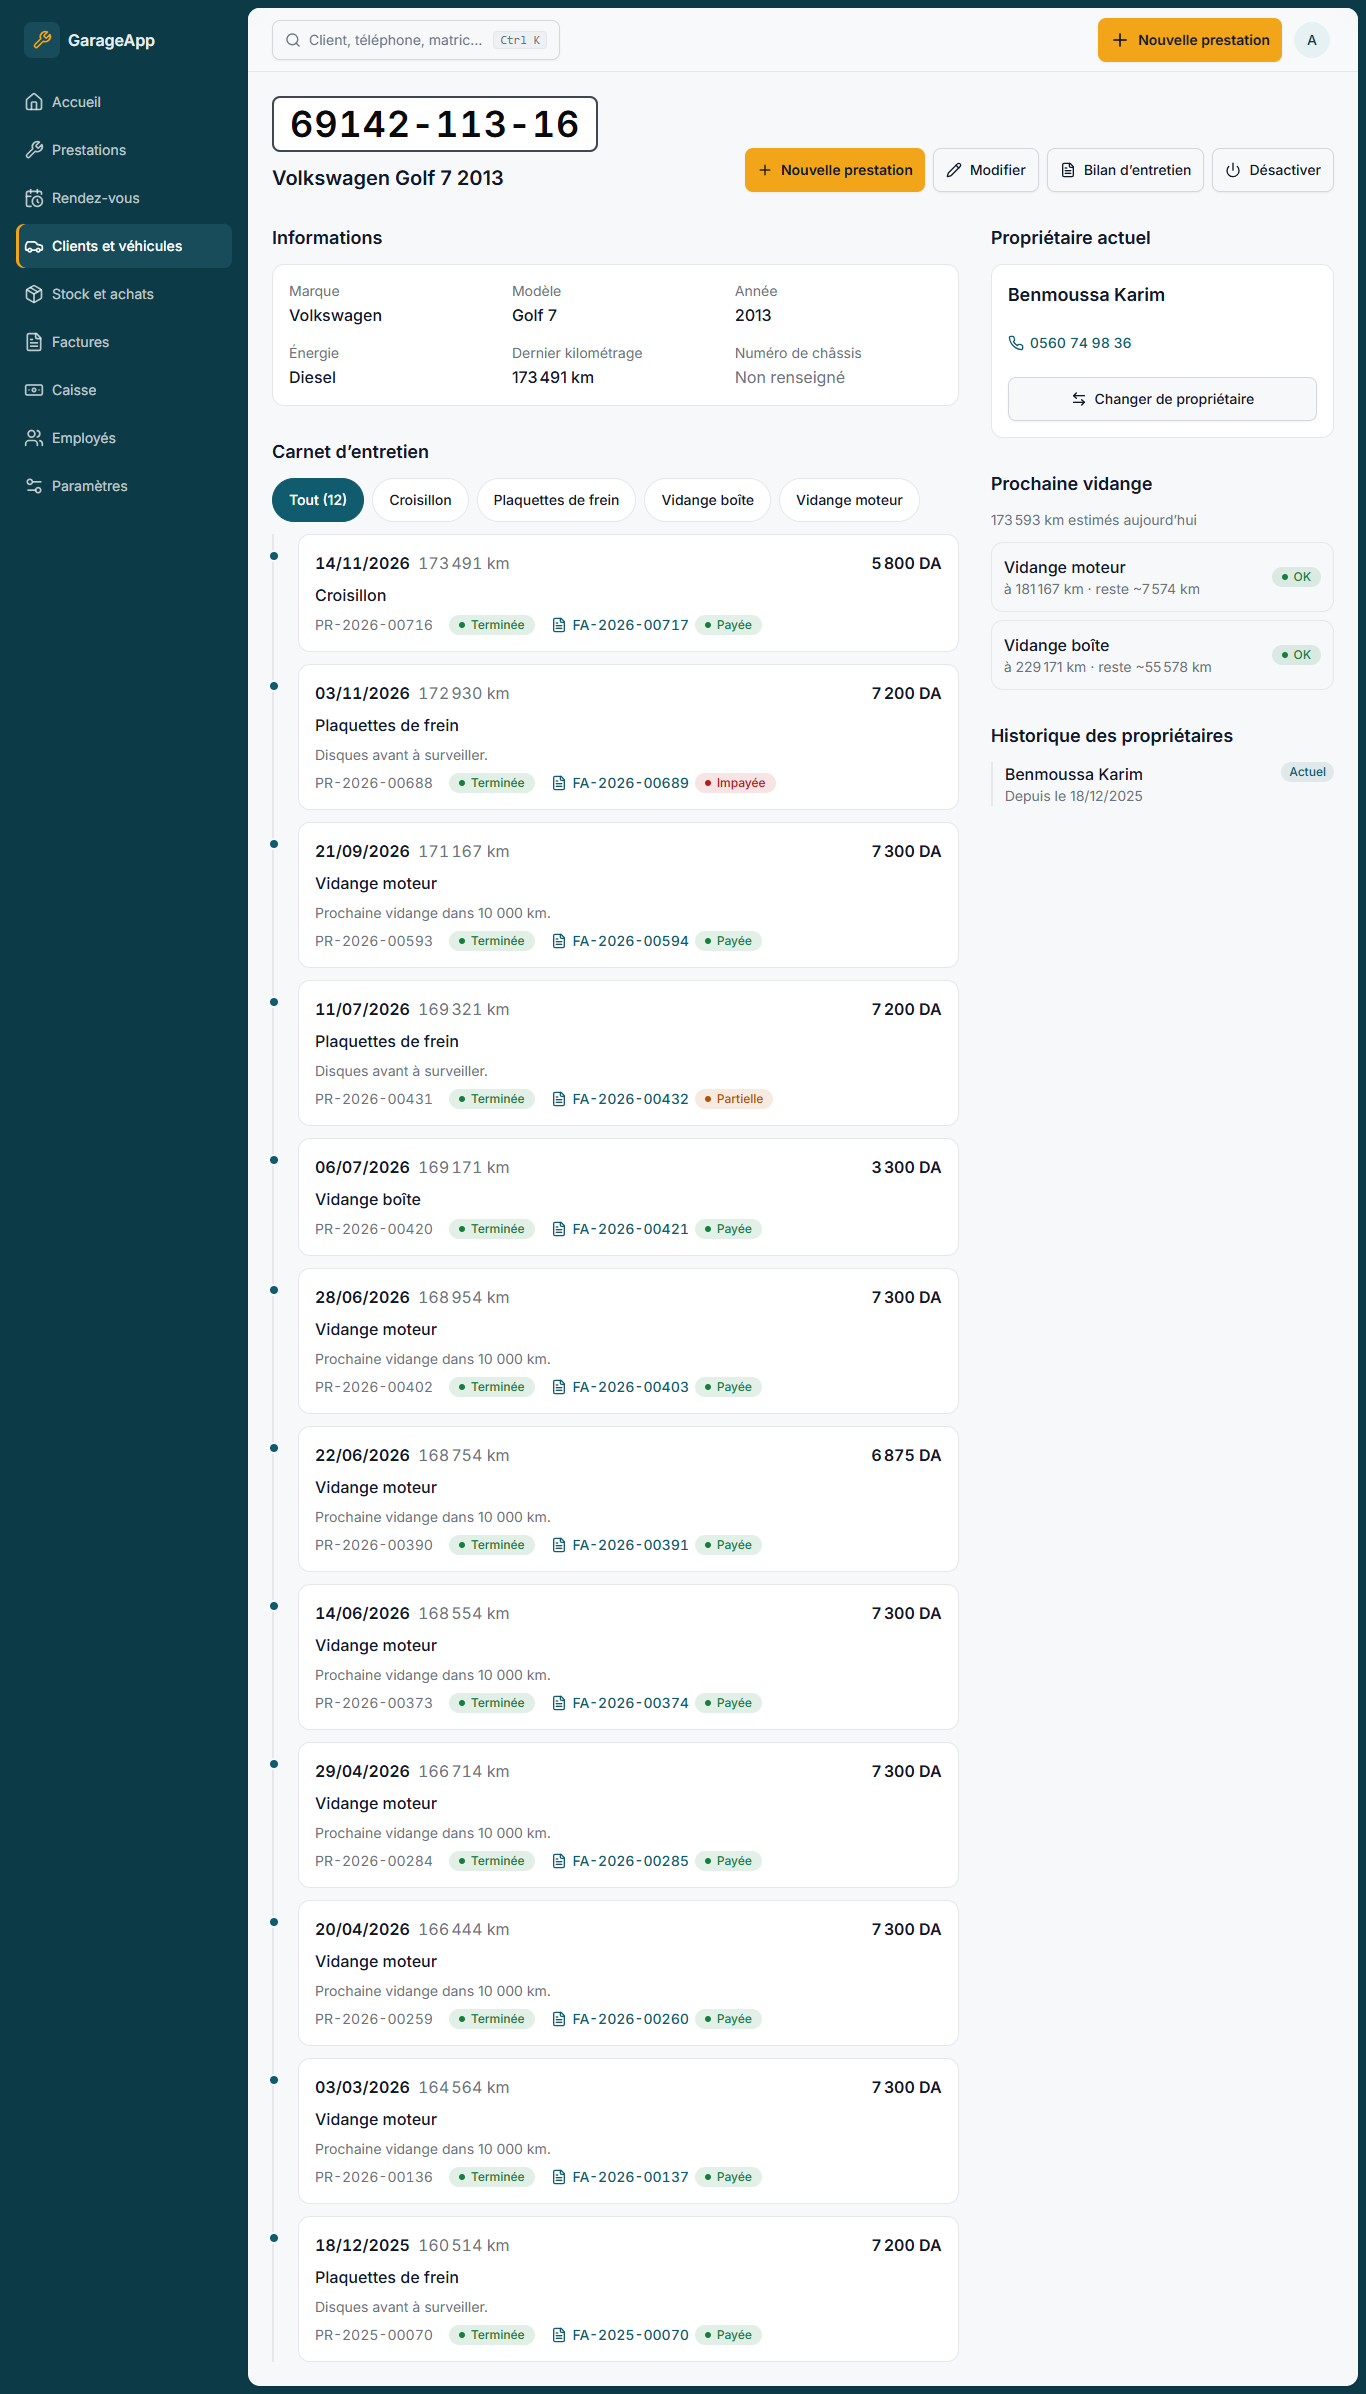 GarageApp
Client, téléphone, matric... Ctrl K
Nouvelle prestation
A
Accueil
Prestations
Rendez-vous
Clients et véhicules
Stock et achats
Factures
Caisse
Employés
Paramètres
69142-113-16
Volkswagen Golf 7 2013
Nouvelle prestation
Modifier
Bilan d’entretien
Désactiver
Informations
Marque
Volkswagen
Modèle
Golf 7
Année
2013
Énergie
Diesel
Dernier kilométrage
173 491 km
Numéro de châssis
Non renseigné
Carnet d’entretien
Tout (12) Croisillon Plaquettes de frein Vidange boîte Vidange moteur
14/11/2026 173 491 km 5 800 DA
Croisillon
PR-2026-00716 Terminée FA-2026-00717 Payée
03/11/2026 172 930 km 7 200 DA
Plaquettes de frein
Disques avant à surveiller.
PR-2026-00688 Terminée FA-2026-00689 Impayée
21/09/2026 171 167 km 7 300 DA
Vidange moteur
Prochaine vidange dans 10 000 km.
PR-2026-00593 Terminée FA-2026-00594 Payée
11/07/2026 169 321 km 7 200 DA
Plaquettes de frein
Disques avant à surveiller.
PR-2026-00431 Terminée FA-2026-00432 Partielle
06/07/2026 169 171 km 3 300 DA
Vidange boîte
PR-2026-00420 Terminée FA-2026-00421 Payée
28/06/2026 168 954 km 7 300 DA
Vidange moteur
Prochaine vidange dans 10 000 km.
PR-2026-00402 Terminée FA-2026-00403 Payée
22/06/2026 168 754 km 6 875 DA
Vidange moteur
Prochaine vidange dans 10 000 km.
PR-2026-00390 Terminée FA-2026-00391 Payée
14/06/2026 168 554 km 7 300 DA
Vidange moteur
Prochaine vidange dans 10 000 km.
PR-2026-00373 Terminée FA-2026-00374 Payée
29/04/2026 166 714 km 7 300 DA
Vidange moteur
Prochaine vidange dans 10 000 km.
PR-2026-00284 Terminée FA-2026-00285 Payée
20/04/2026 166 444 km 7 300 DA
Vidange moteur
Prochaine vidange dans 10 000 km.
PR-2026-00259 Terminée FA-2026-00260 Payée
03/03/2026 164 564 km 7 300 DA
Vidange moteur
Prochaine vidange dans 10 000 km.
PR-2026-00136 Terminée FA-2026-00137 Payée
18/12/2025 160 514 km 7 200 DA
Plaquettes de frein
Disques avant à surveiller.
PR-2025-00070 Terminée FA-2025-00070 Payée
Propriétaire actuel
Benmoussa Karim
0560 74 98 36
Changer de propriétaire
Prochaine vidange
173 593 km estimés aujourd’hui
Vidange moteur
à 181 167 km · reste ~7 574 km
OK
Vidange boîte
à 229 171 km · reste ~55 578 km
OK
Historique des propriétaires
Benmoussa Karim Actuel
Depuis le 18/12/2025